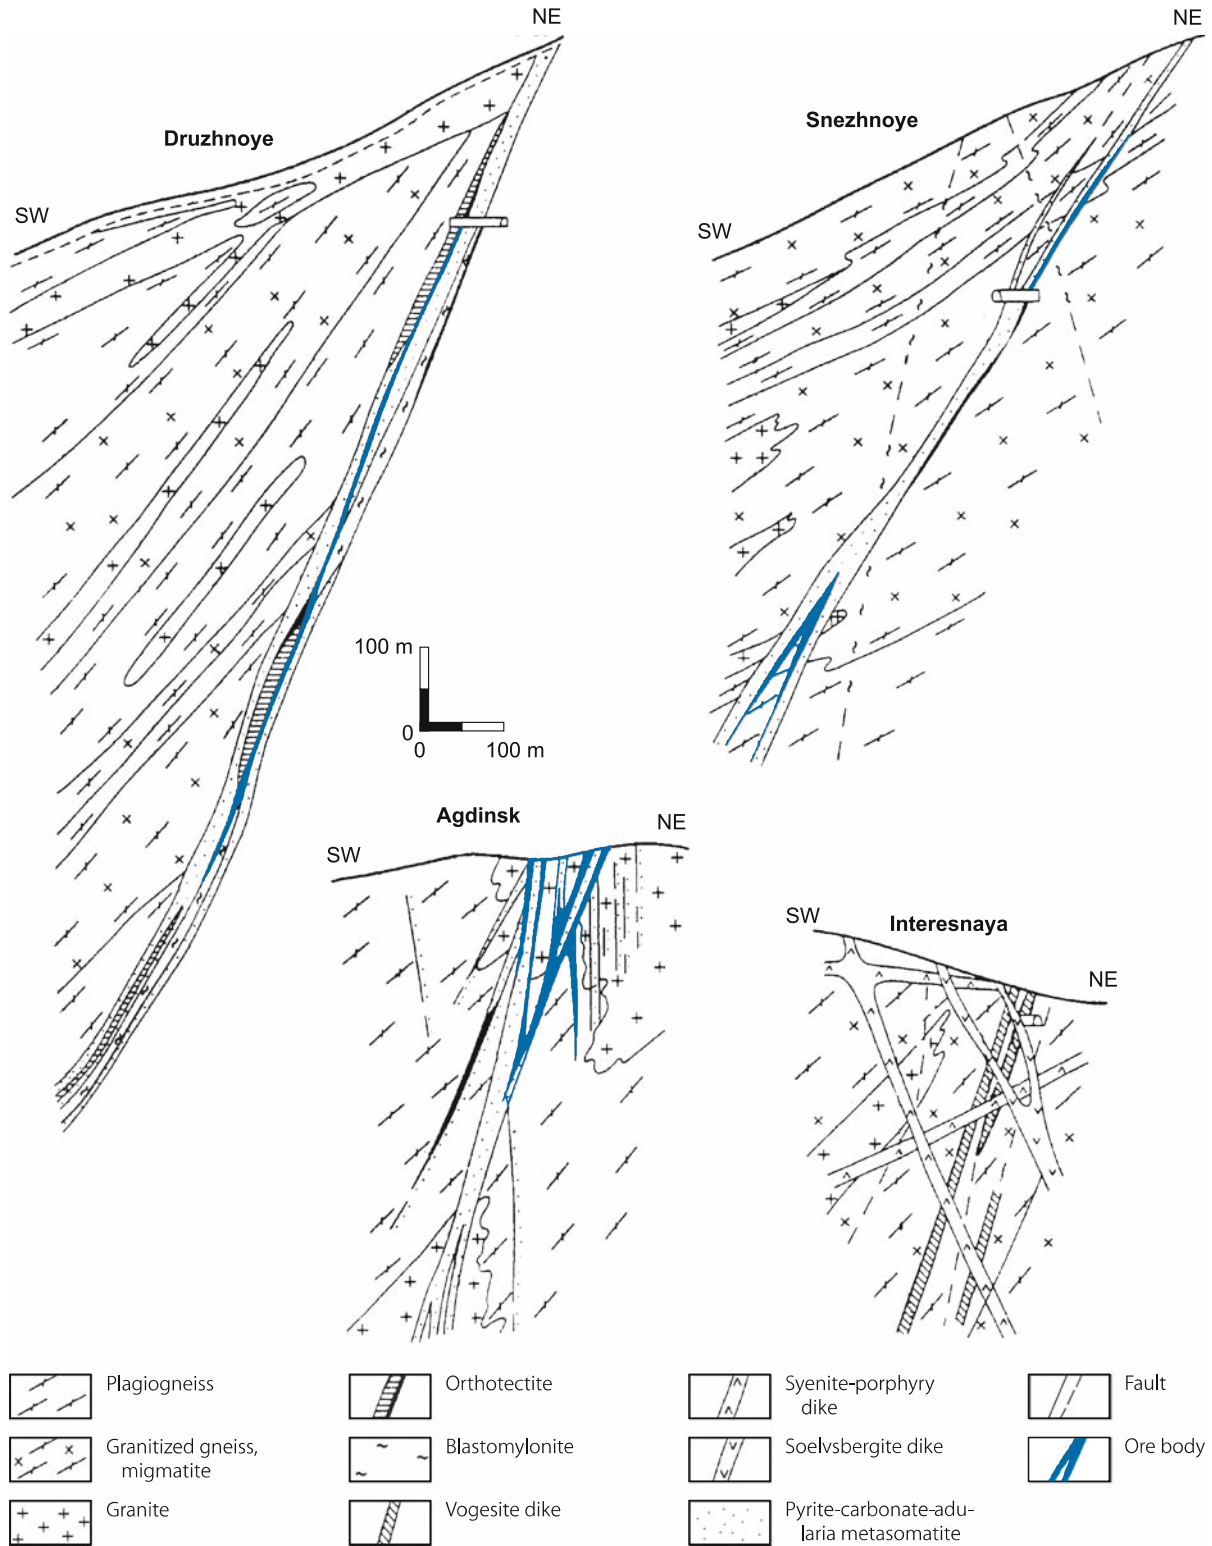 NE
NE
Druzhnoye
Snezhnoye
SW
SW
100 m
0
0
100 m
Agdinsk
NE
SW
SW
Interesnaya
NE
Plagiogneiss
Granitized gneiss,
migmatite
Granite
Orthotectite
Blastomylonite
Vogesite dike
Syenite-porphyry
dike
Soelvsbergite dike
Pyrite-carbonate-adu-
laria metasomatite
Fault
Ore body